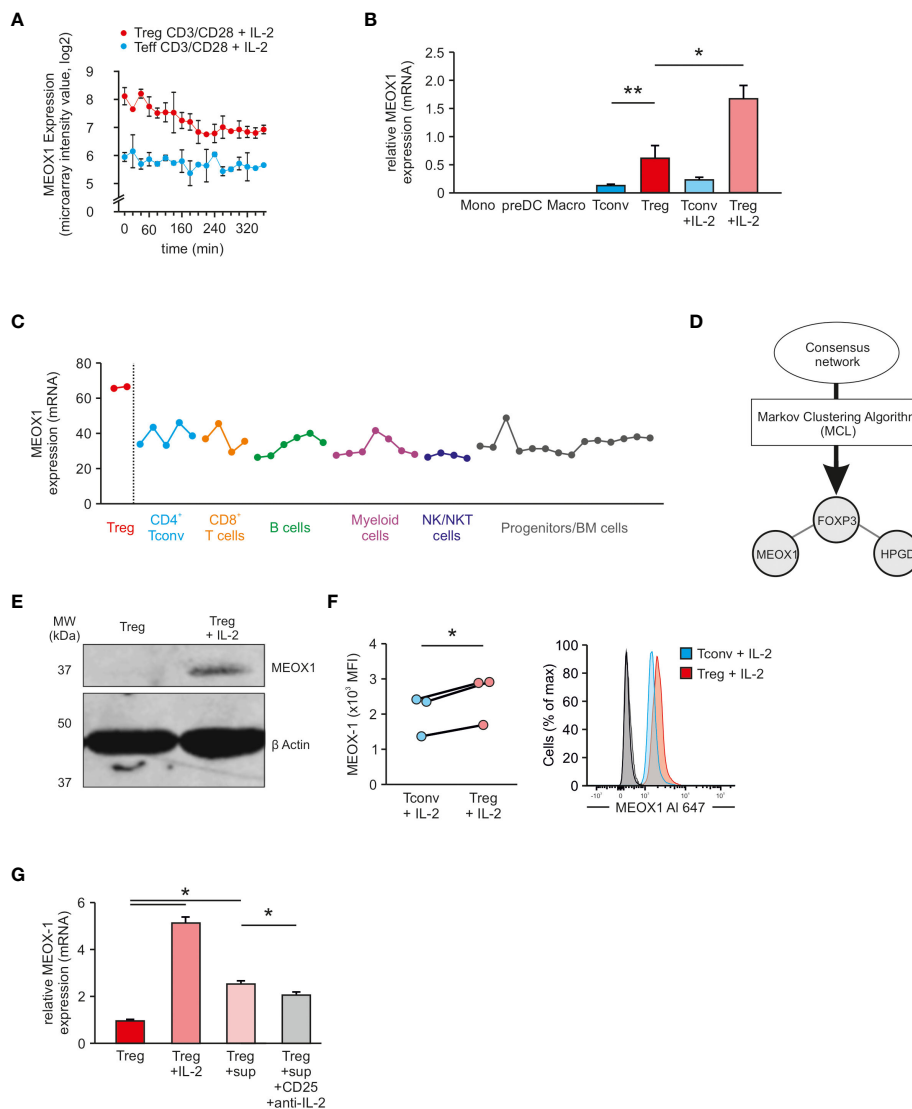 A
Treg CD3/CD28 + IL-2
Teff CD3/CD28 + IL-2
MEOX1 Expression
(microarray intensity value, log2)
9
8
7
6
5
0
0
60
160
240
320
time (min)
B
relative MEOX1
expression (mRNA)
2.5
2.0
1.5
1.0
0.5
0
**
*
Mono
preDC
Macro
Tconv
Treg
Tconv
+IL-2
Treg
+IL-2
C
MEOX1
expression (mRNA)
80
60
40
20
0
Treg
CD4+
Tconv
CD8+
T cells
B cells
Myeloid
cells
NK/NKT
cells
Progenitors/BM cells
D
Consensus
network
Markov Clustering Algorithm
(MCL)
FOXP3
MEOX1
HPGD
E
MW
(kDa)
Treg
Treg
+ IL-2
37
MEOX1
50
β Actin
37
F
MEOX-1 (x10³ MFI)
4
3
2
1
0
*
Tconv
+ IL-2
Treg
+ IL-2
Cells (% of max)
100
80
60
40
20
0
Tconv + IL-2
Treg + IL-2
MEOX1 Al 647
G
relative MEOX-1
expression (mRNA)
6
4
2
0
*
*
Treg
Treg
+IL-2
Treg
+sup
Treg
+sup
+CD25
+anti-IL-2